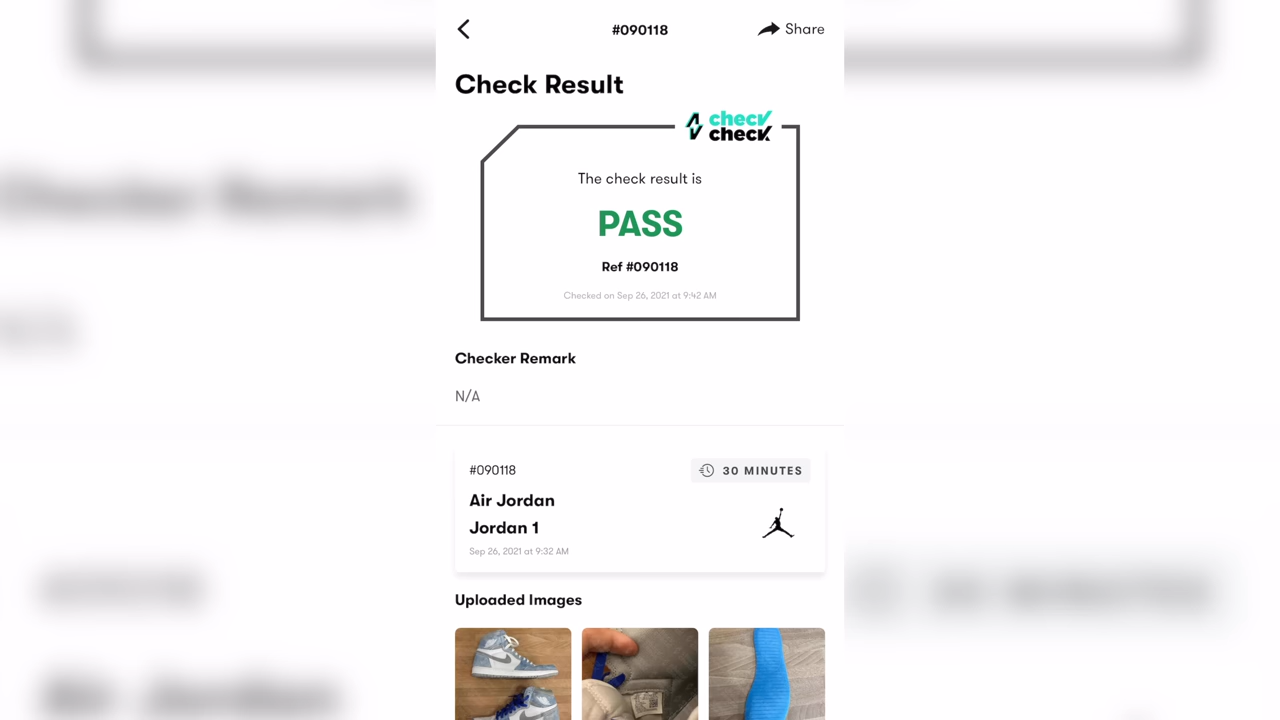 #090118
Share
Check Result
check
check
The check result is
PASS
Ref #090118
Checked on Sep 26, 2021 at 9:42 AM
Checker Remark
N/A
#090118
30 MINUTES
Air Jordan
Jordan 1
Sep 26, 2021 at 9:32 AM
Uploaded Images